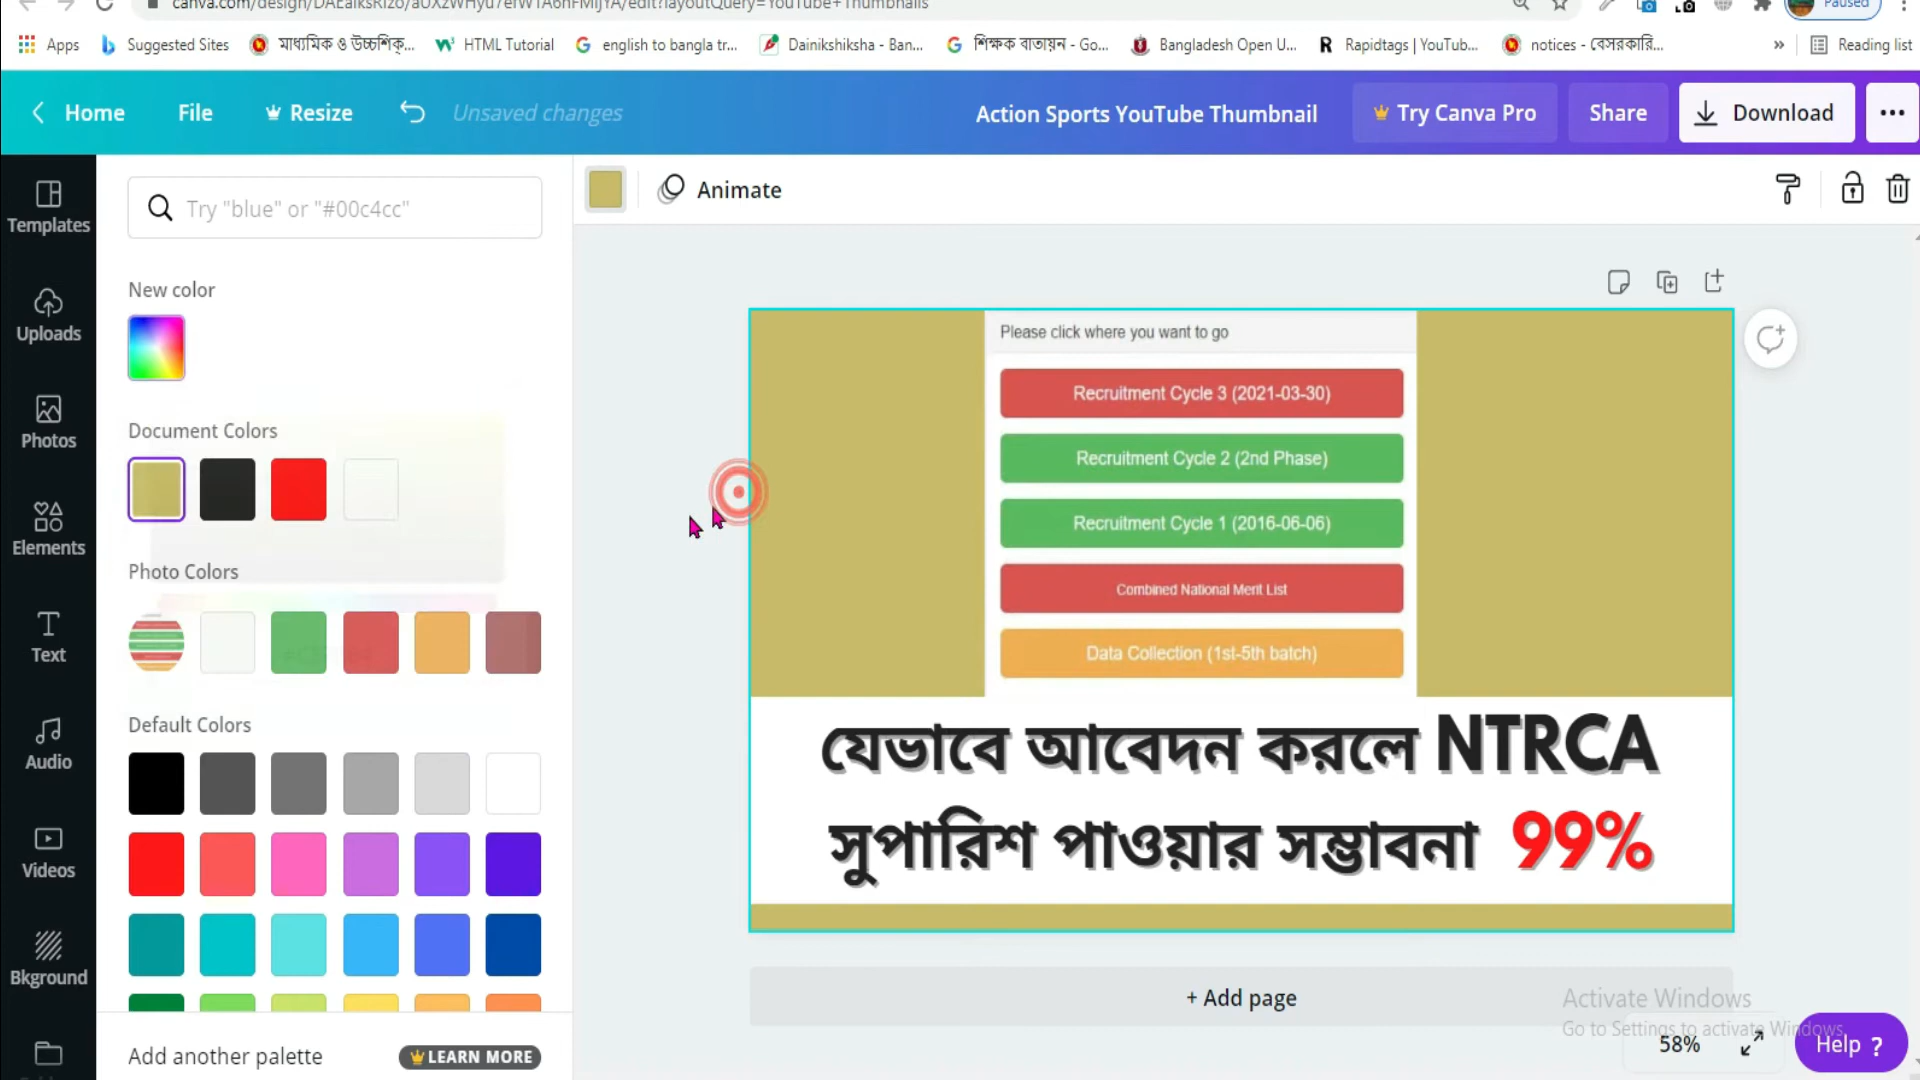 canva.com/design/DAEaiksRIzo/
Paused
Apps
Suggested Sites
মাধ্যমিক ও উচ্চশিক্...
HTML Tutorial
english to bangla tr...
Dainikshiksha - Ban...
শিক্ষক বাতায়ন - Go...
Bangladesh Open U...
Rapidtags | YouTub...
notices - বেসরকারি...
»
Reading list
Home
File
Resize
Unsaved changes
Action Sports YouTube Thumbnail
Try Canva Pro
Share
Download
Templates
Uploads
Photos
Elements
Text
Audio
Videos
Bkground
Try "blue" or "#00c4cc"
New color
Document Colors
Photo Colors
Default Colors
Add another palette
LEARN MORE
Animate
Please click where you want to go
Recruitment Cycle 3 (2021-03-30)
Recruitment Cycle 2 (2nd Phase)
Recruitment Cycle 1 (2016-06-06)
Combined National Merit List
Data Collection (1st-5th batch)
যেভাবে আবেদন করলে NTRCA
সুপারিশ পাওয়ার সম্ভাবনা 99%
+ Add page
Activate Windows
Go to Settings to activate Windows.
58%
Help ?